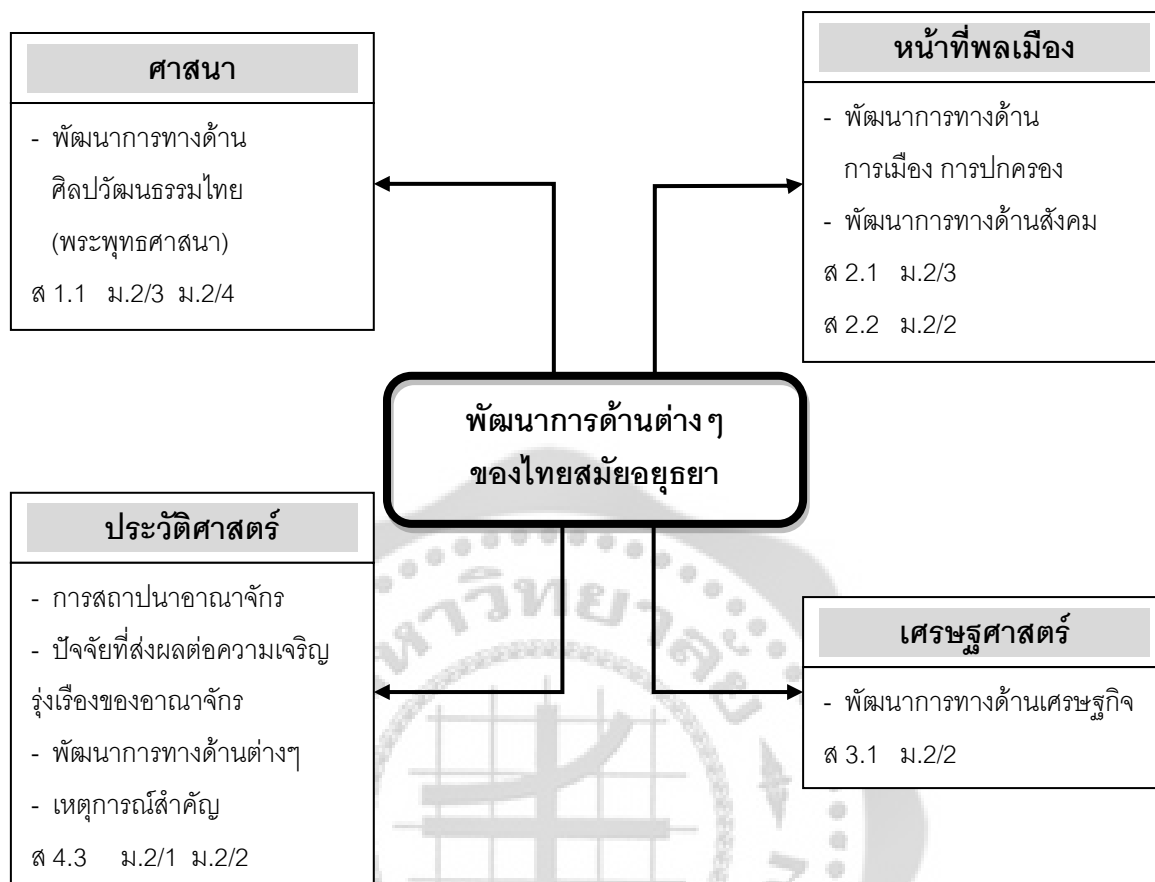 ศาสนา
- พัฒนาการทางด้าน
ศิลปวัฒนธรรมไทย
(พระพุทธศาสนา)
ส 1.1 ม.2/3 ม.2/4
หน้าที่พลเมือง
- พัฒนาการทางด้าน
การเมือง การปกครอง
- พัฒนาการทางด้านสังคม
ส 2.1 ม.2/3
ส 2.2 ม.2/2
พัฒนาการด้านต่าง ๆ
ของไทยสมัยอยุธยา
ประวัติศาสตร์
- การสถาปนาอาณาจักร
- ปัจจัยที่ส่งผลต่อความเจริญ
รุ่งเรืองของอาณาจักร
- พัฒนาการทางด้านต่างๆ
- เหตุการณ์สำคัญ
ส 4.3 ม.2/1 ม.2/2
เศรษฐศาสตร์
- พัฒนาการทางด้านเศรษฐกิจ
ส 3.1 ม.2/2